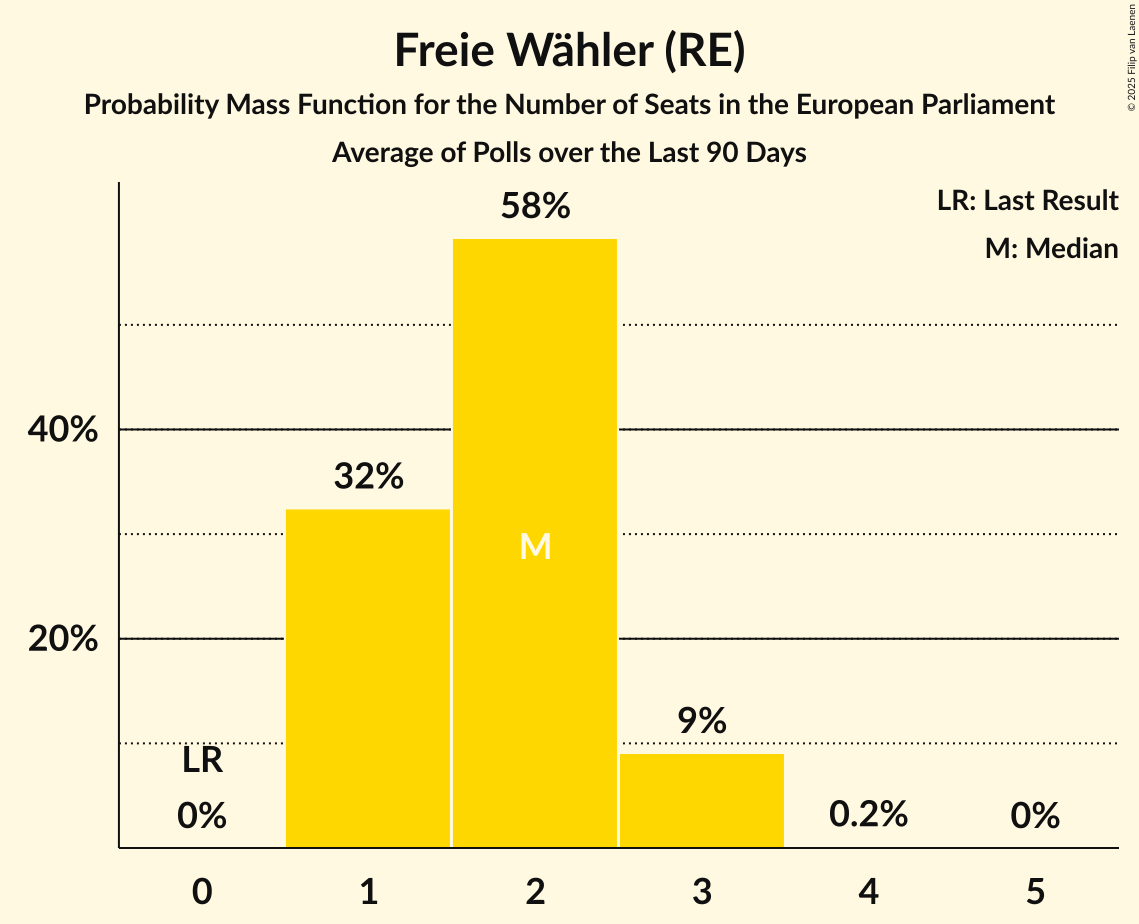 Freie Wähler (RE)
Probability Mass Function for the Number of Seats in the European Parliament
Average of Polls over the Last 90 Days
© 2025 Filip van Laenen
LR: Last Result
M: Median
58%
40%
32%
M
20%
9%
LR
0%
0.2%
0%
0 1 2 3 4 5